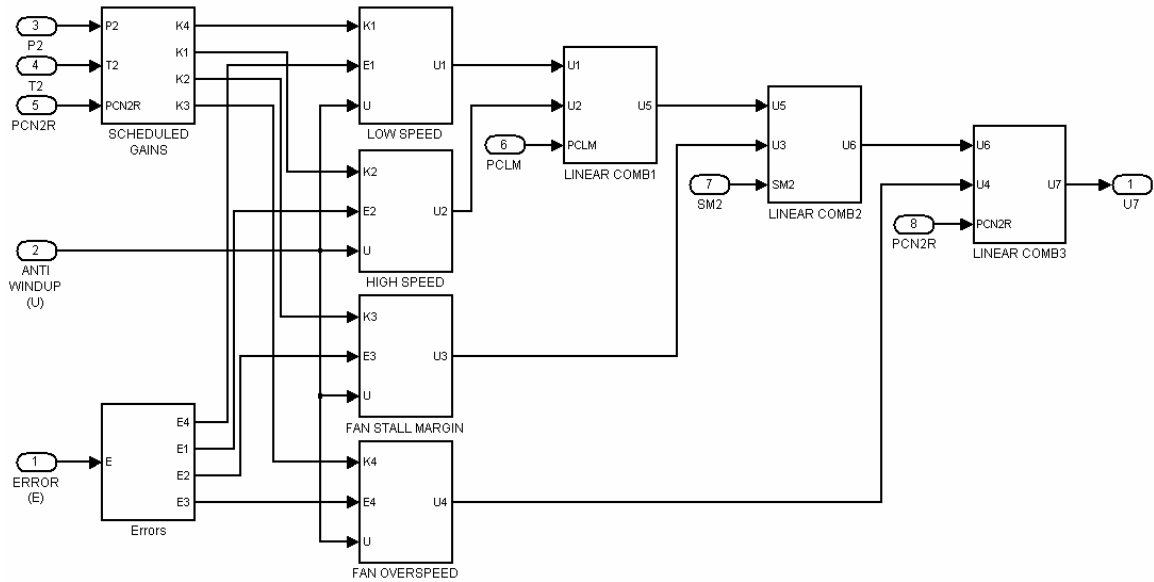 3
P2
4
T2
5
PCN2R
P2
T2
PCN2R
K4
K1
K2
K3
SCHEDULED
GAINS
K1
E1
U
U1
LOW SPEED
K2
E2
U
U2
HIGH SPEED
2
ANTI
WINDUP
(U)
K3
E3
U
U3
FAN STALL MARGIN
1
ERROR
(E)
E
E4
E1
E2
E3
Errors
K4
E4
U
U4
FAN OVERSPEED
6
PCLM
U1
U2
PCLM
U5
LINEAR COMB1
7
SM2
U5
U3
SM2
U6
LINEAR COMB2
8
PCN2R
U6
U4
PCN2R
U7
LINEAR COMB3
1
U7